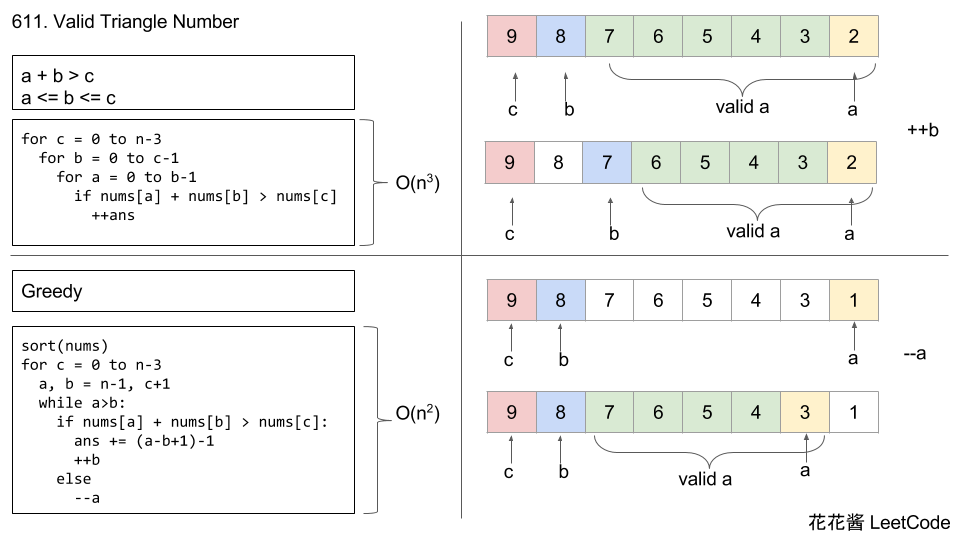 611. Valid Triangle Number
a + b > c
a <= b <= c
for c = 0 to n-3
for b = 0 to c-1
for a = 0 to b-1
if nums[a] + nums[b] > nums[c]
++ans
O(n³)
Greedy
sort(nums)
for c = 0 to n-3
a, b = n-1, c+1
while a>b:
if nums[a] + nums[b] > nums[c]:
ans += (a-b+1)-1
++b
else
--a
O(n²)
9 8 7 6 5 4 3 2
c b valid a a
++b
9 8 7 6 5 4 3 2
c b valid a a
9 8 7 6 5 4 3 1
c b a
--a
9 8 7 6 5 4 3 1
c b valid a a
花花酱 LeetCode